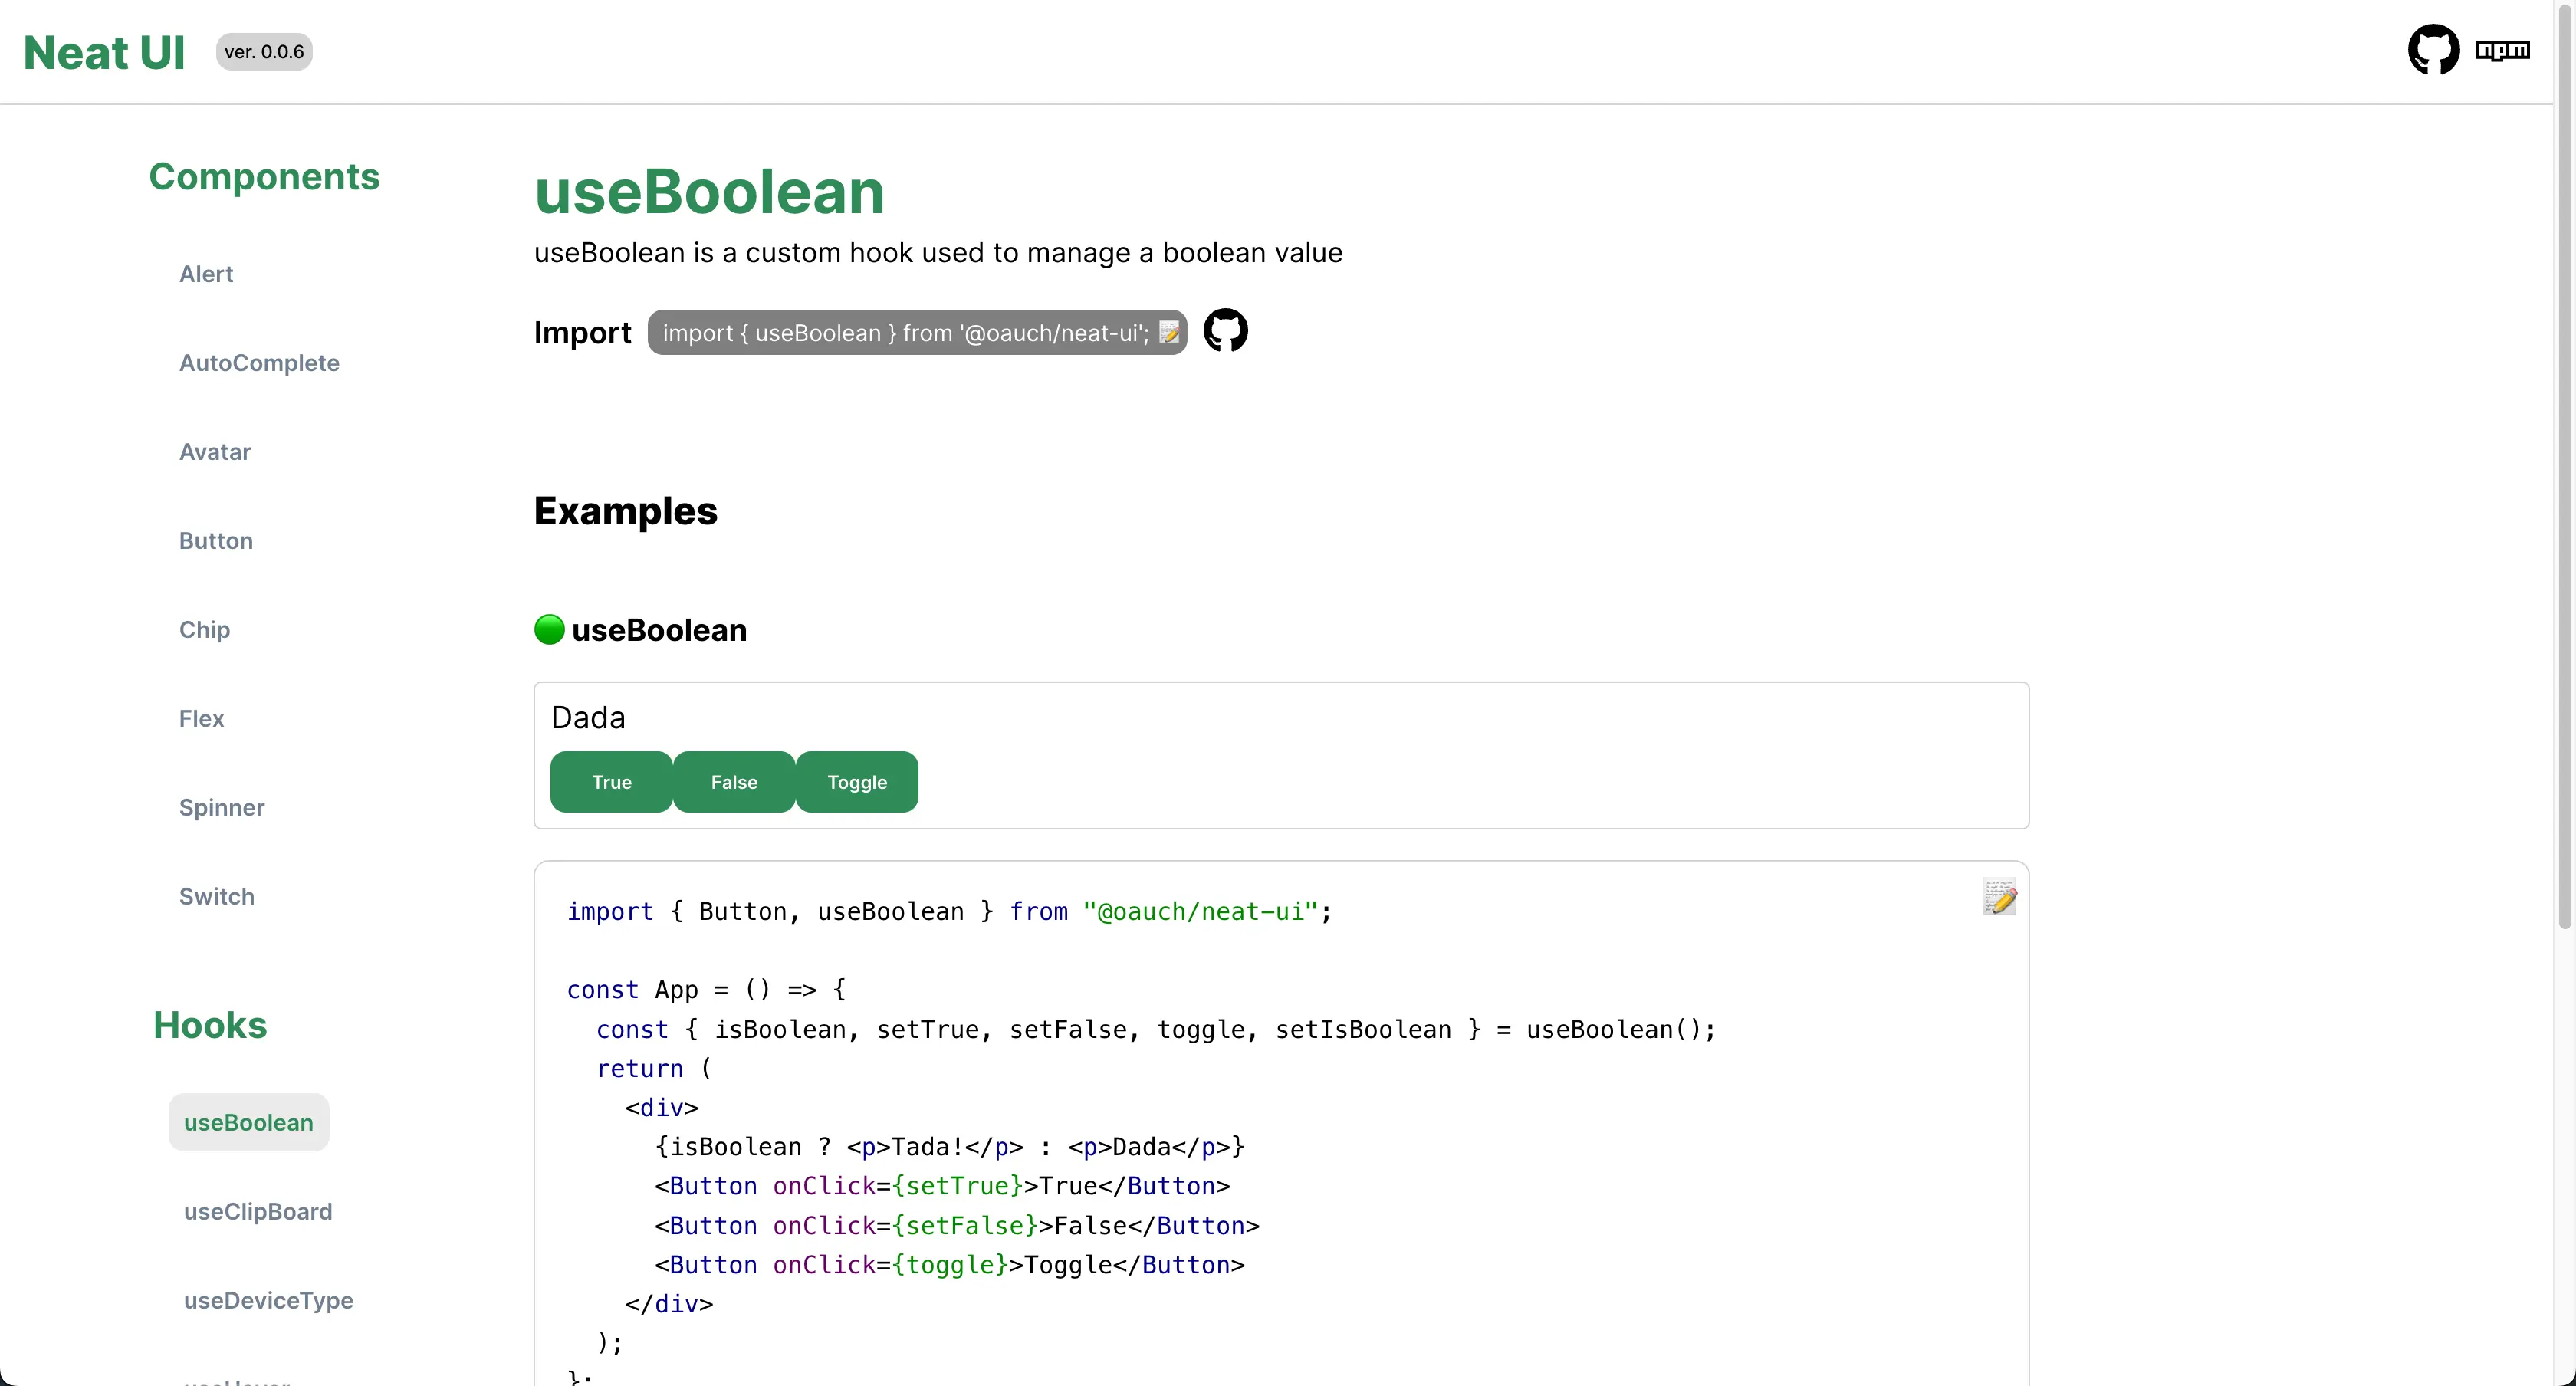 Neat UI ver. 0.0.6
npm
Components
Alert
AutoComplete
Avatar
Button
Chip
Flex
Spinner
Switch
Hooks
useBoolean
useClipBoard
useDeviceType
useBoolean
useBoolean is a custom hook used to manage a boolean value
Import import { useBoolean } from '@oauch/neat-ui'; 📝
Examples
🟢 useBoolean
Dada
True False Toggle
import { Button, useBoolean } from "@oauch/neat-ui";
const App = () => {
  const { isBoolean, setTrue, setFalse, toggle, setIsBoolean } = useBoolean();
  return (
    <div>
      {isBoolean ? <p>Tada!</p> : <p>Dada</p>}
      <Button onClick={setTrue}>True</Button>
      <Button onClick={setFalse}>False</Button>
      <Button onClick={toggle}>Toggle</Button>
    </div>
  );
};